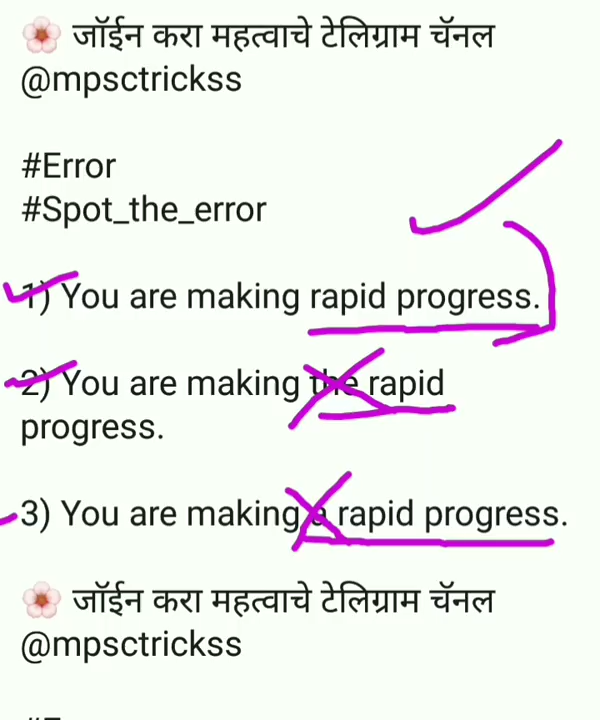 🌸 जॉईन करा महत्वाचे टेलिग्राम चॅनल
@mpsctrickss
#Error
#Spot_the_error
1) You are making rapid progress.
2) You are making the rapid
progress.
3) You are making a rapid progress.
🌸 जॉईन करा महत्वाचे टेलिग्राम चॅनल
@mpsctrickss